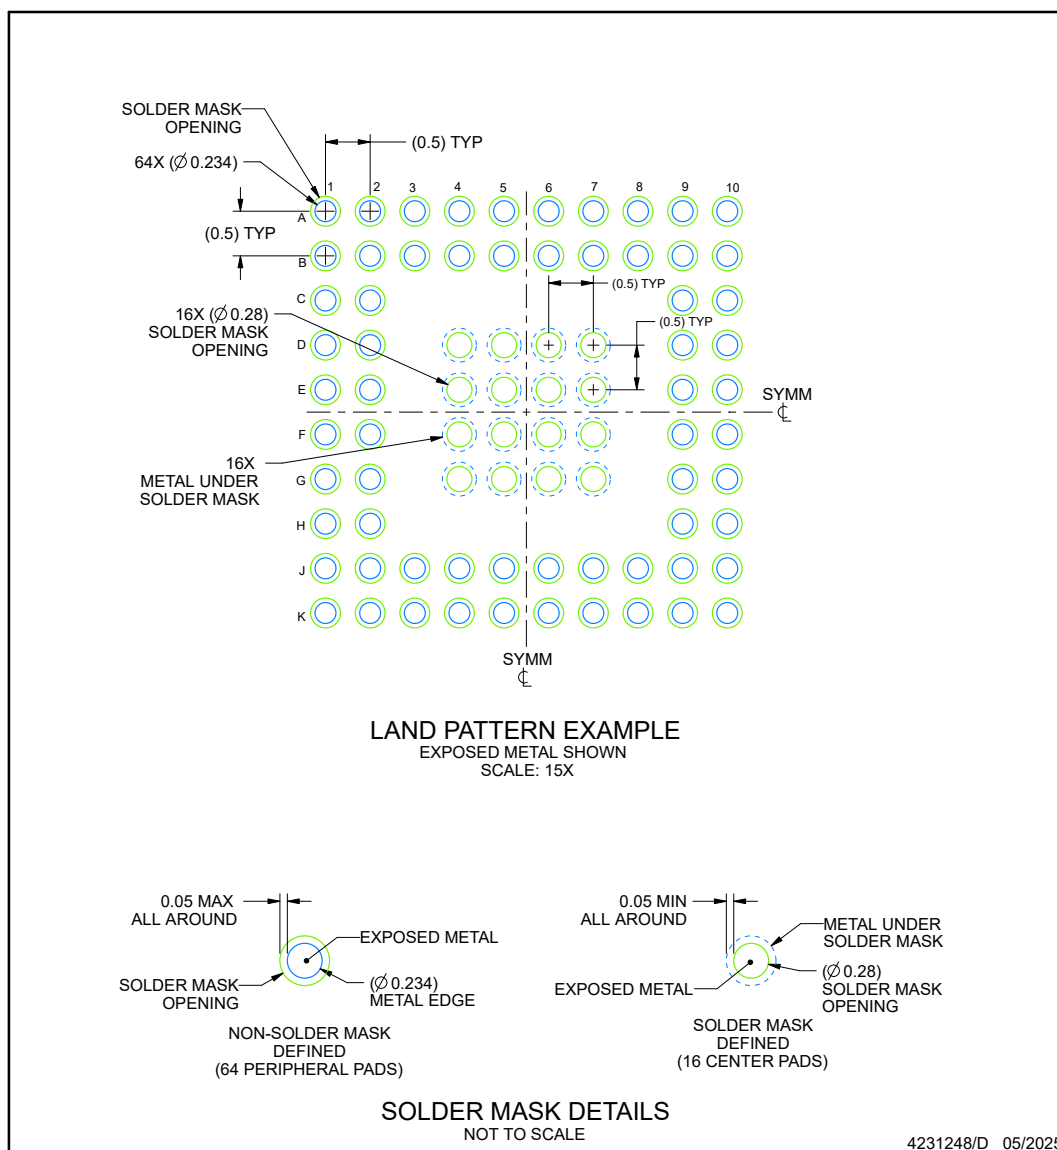 SOLDER MASK
OPENING
(0.5) TYP
64X (∅ 0.234)
1 2 3 4 5 6 7 8 9 10
A
(0.5) TYP
B
(0.5) TYP
C
16X (∅ 0.28)
SOLDER MASK
OPENING
(0.5) TYP
D
E
SYMM
℄
F
16X
METAL UNDER
SOLDER MASK
G
H
J
K
SYMM
℄
LAND PATTERN EXAMPLE
EXPOSED METAL SHOWN
SCALE: 15X
0.05 MAX
ALL AROUND
EXPOSED METAL
SOLDER MASK
OPENING
(∅ 0.234)
METAL EDGE
NON-SOLDER MASK
DEFINED
(64 PERIPHERAL PADS)
0.05 MIN
ALL AROUND
METAL UNDER
SOLDER MASK
EXPOSED METAL
(∅ 0.28)
SOLDER MASK
OPENING
SOLDER MASK
DEFINED
(16 CENTER PADS)
SOLDER MASK DETAILS
NOT TO SCALE
4231248/D 05/2025